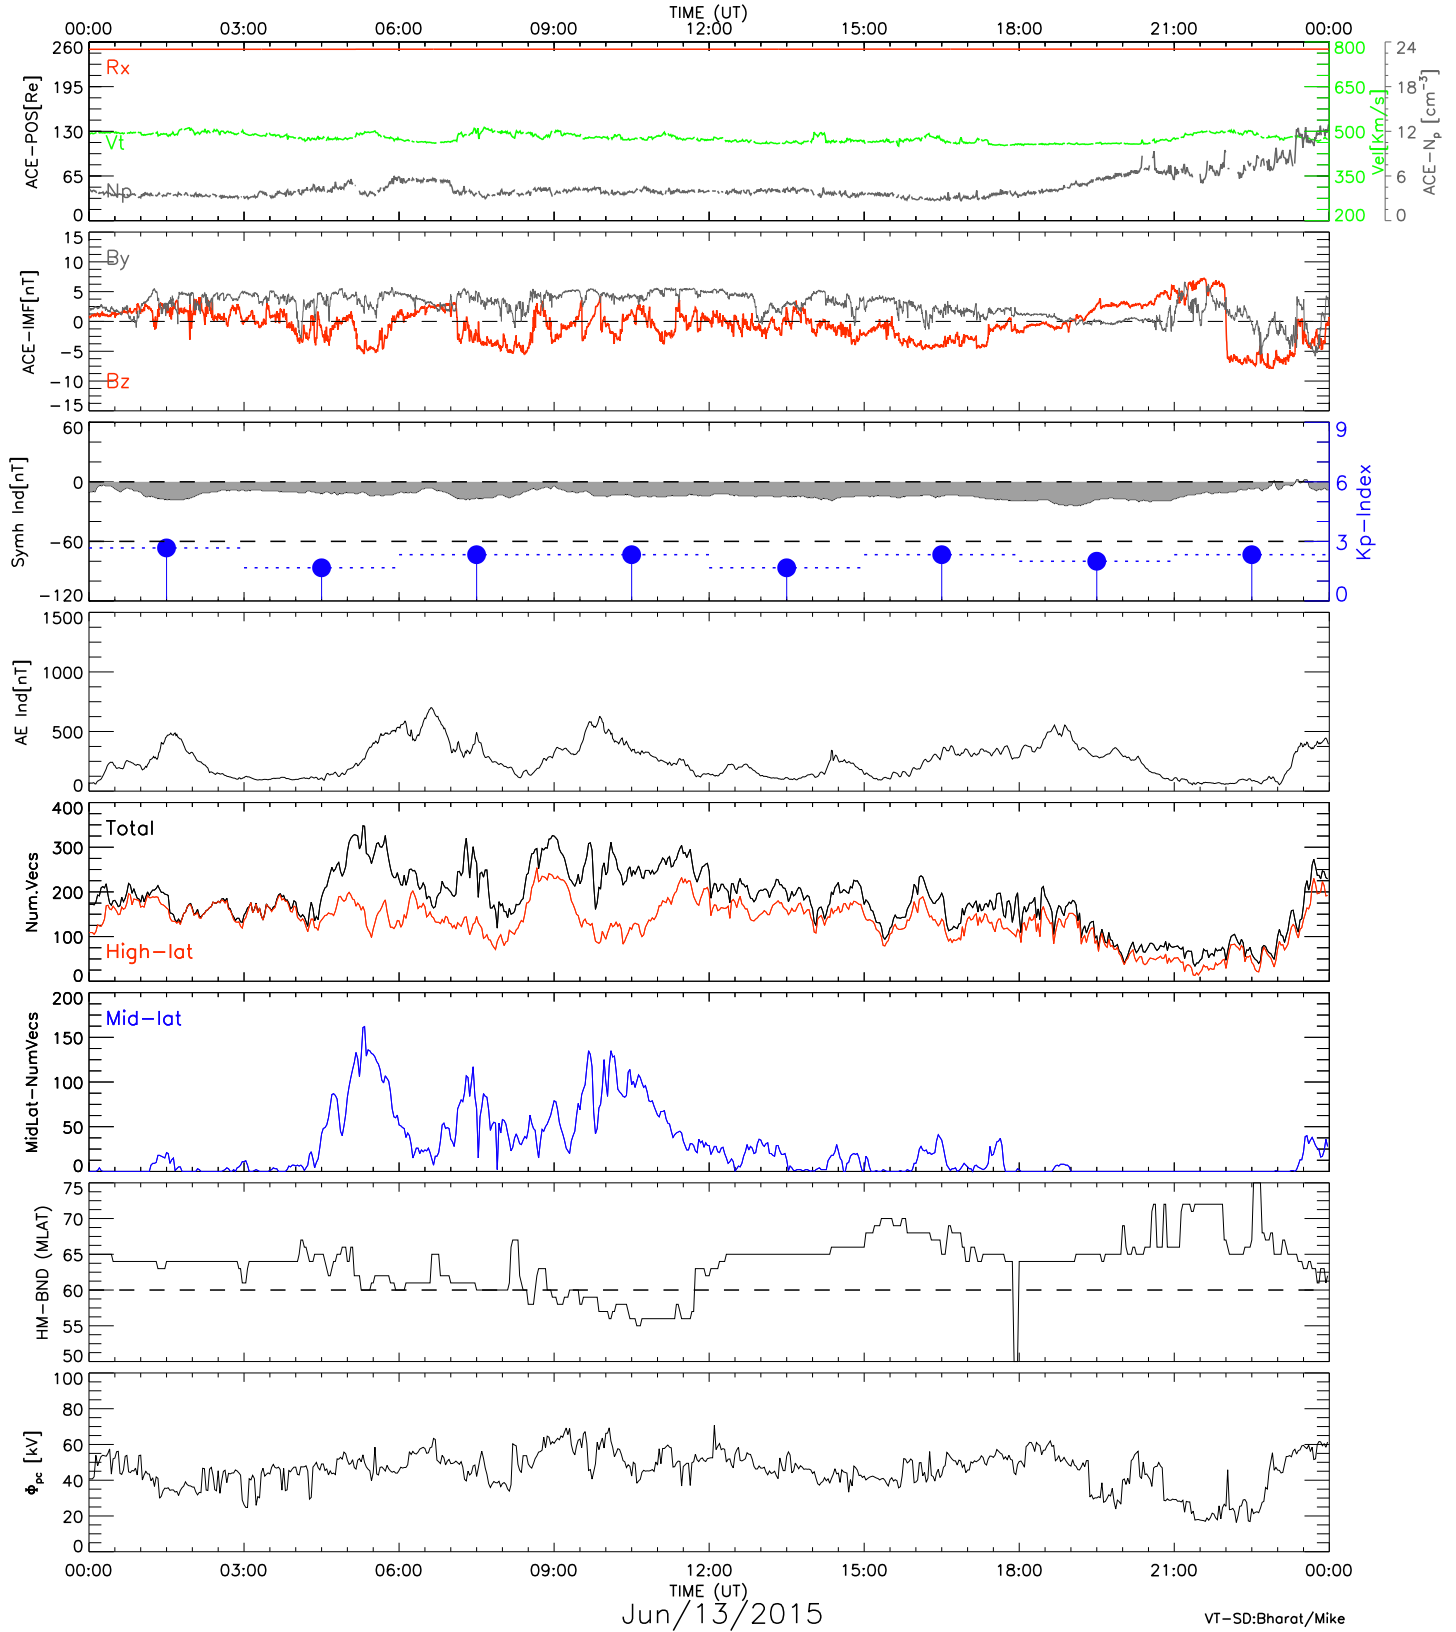 TIME (UT)
00:00 03:00 06:00 09:00 12:00 15:00 18:00 21:00 00:00
260
195
130
65
0
ACE-POS[Re]
Rx
Vt
Np
800
650
500
350
200
Vel[Km/s]
24
18
12
6
0
ACE-Np [cm-3]
15
10
5
0
-5
-10
-15
ACE-IMF[nT]
By
Bz
60
0
-60
-120
Symh Ind[nT]
9
6
3
0
Kp-Index
1500
1000
500
0
AE Ind[nT]
400
300
200
100
0
Num.Vecs
Total
High-lat
200
150
100
50
0
MidLat-NumVecs
Mid-lat
75
70
65
60
55
50
HM-BND (MLAT)
100
80
60
40
20
0
Φpc [kV]
00:00 03:00 06:00 09:00 12:00 15:00 18:00 21:00 00:00
TIME (UT)
Jun/13/2015
VT-SD:Bharat/Mike